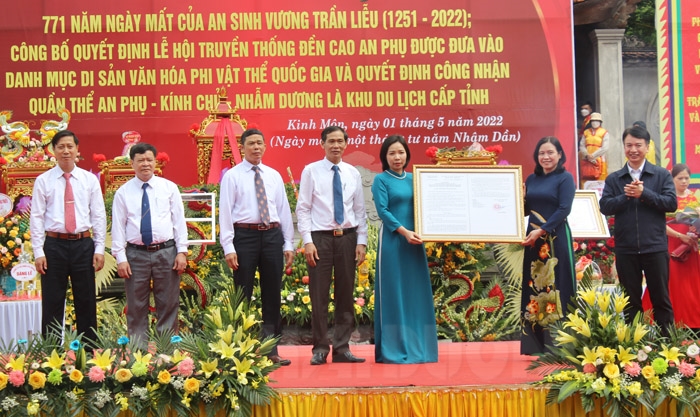 771 NĂM NGÀY MẤT CỦA AN SINH VƯƠNG TRẦN LIỄU (1251 - 2022);
CÔNG BỐ QUYẾT ĐỊNH LỄ HỘI TRUYỀN THỐNG ĐỀN CAO AN PHỤ ĐƯỢC ĐƯA VÀO
DANH MỤC DI SẢN VĂN HÓA PHI VẬT THỂ QUỐC GIA VÀ QUYẾT ĐỊNH CÔNG NHẬN
QUẦN THỂ AN PHỤ - KÍNH CHỦ NHẪM DƯƠNG LÀ KHU DU LỊCH CẤP TỈNH
Kinh Môn, ngày 01 tháng 5 năm 2022
(Ngày một tháng tư năm Nhâm Dần)